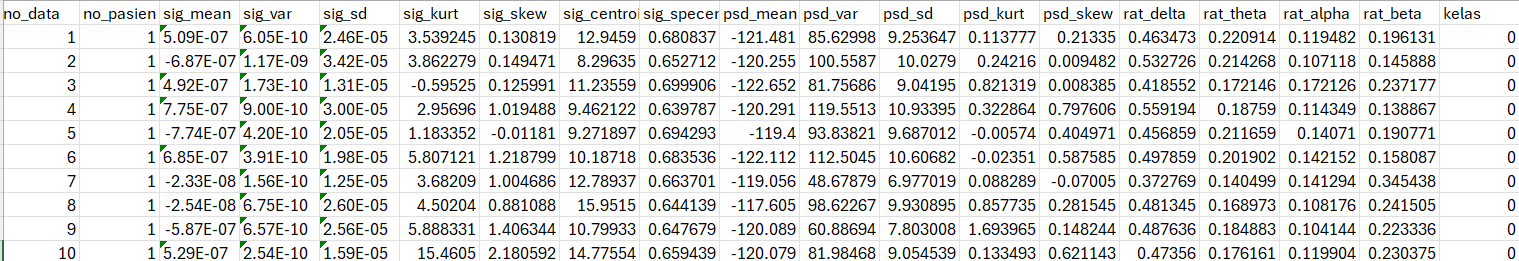 no_data no_pasien sig_mean sig_var sig_sd sig_kurt sig_skew sig_centroi sig_specen psd_mean psd_var psd_sd psd_kurt psd_skew rat_delta rat_theta rat_alpha rat_beta kelas
1 1 5.09E-07 6.05E-10 2.46E-05 3.539245 0.130819 12.9459 0.680837 -121.481 85.62998 9.253647 0.113777 0.21335 0.463473 0.220914 0.119482 0.196131 0
2 1 -6.87E-07 1.17E-09 3.42E-05 3.862279 0.149471 8.29635 0.652712 -120.255 100.5587 10.0279 0.24216 0.009482 0.532726 0.214268 0.107118 0.145888 0
3 1 4.92E-07 1.73E-10 1.31E-05 -0.59525 0.125991 11.23559 0.699906 -122.652 81.75686 9.04195 0.821319 0.008385 0.418552 0.172146 0.172126 0.237177 0
4 1 7.75E-07 9.00E-10 3.00E-05 2.95696 1.019488 9.462122 0.639787 -120.291 119.5513 10.93395 0.322864 0.797606 0.559194 0.18759 0.114349 0.138867 0
5 1 -7.74E-07 4.20E-10 2.05E-05 1.183352 -0.01181 9.271897 0.694293 -119.4 93.83821 9.687012 -0.00574 0.404971 0.456859 0.211659 0.14071 0.190771 0
6 1 6.85E-07 3.91E-10 1.98E-05 5.807121 1.218799 10.18718 0.683536 -122.112 112.5045 10.60682 -0.02351 0.587585 0.497859 0.201902 0.142152 0.158087 0
7 1 -2.33E-08 1.56E-10 1.25E-05 3.68209 1.004686 12.78937 0.663701 -119.056 48.67879 6.977019 0.088289 -0.07005 0.372769 0.140499 0.141294 0.345438 0
8 1 -2.54E-08 6.75E-10 2.60E-05 4.50204 0.881088 15.9515 0.644139 -117.605 98.62267 9.930895 0.857735 0.281545 0.481345 0.168973 0.108176 0.241505 0
9 1 -5.87E-07 6.57E-10 2.56E-05 5.888331 1.406344 10.79933 0.647679 -120.089 60.88694 7.803008 1.693965 0.148244 0.487636 0.184883 0.104144 0.223336 0
10 1 5.29E-07 2.54E-10 1.59E-05 15.4605 2.180592 14.77554 0.659439 -120.079 81.98468 9.054539 0.133493 0.621143 0.47356 0.176161 0.119904 0.230375 0